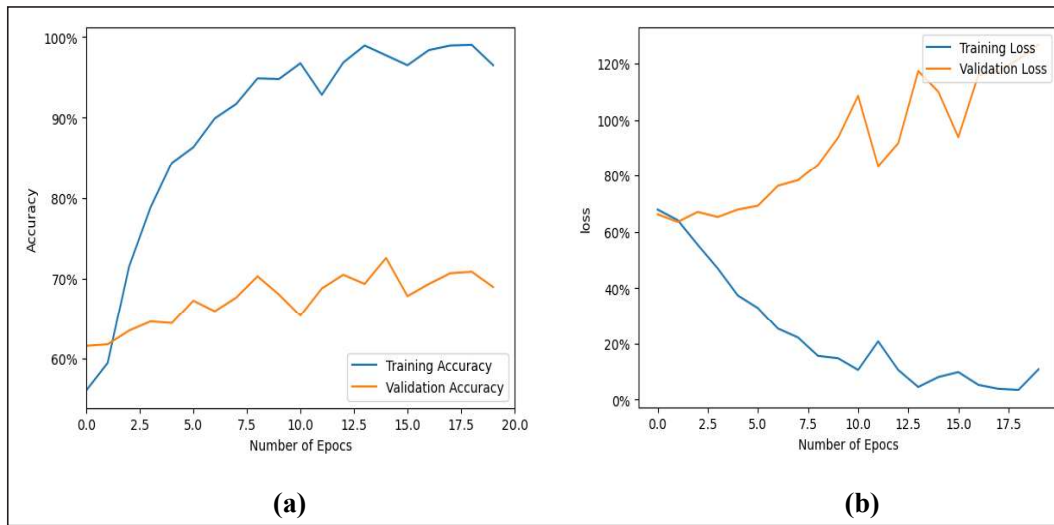 100%
90%
80%
70%
60%
Accuracy
Training Accuracy
Validation Accuracy
0.0 2.5 5.0 7.5 10.0 12.5 15.0 17.5 20.0
Number of Epocs
(a)
Training Loss
Validation Loss
120%
100%
80%
60%
40%
20%
0%
loss
0.0 2.5 5.0 7.5 10.0 12.5 15.0 17.5
Number of Epocs
(b)